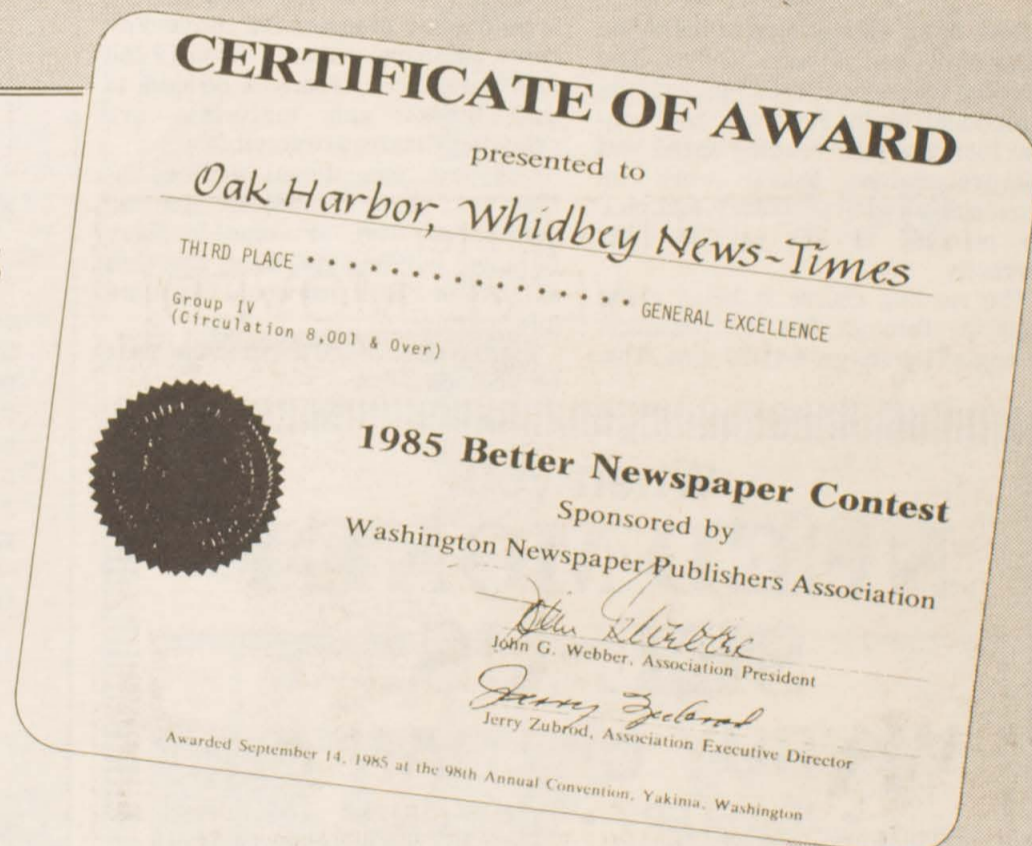 CERTIFICATE OF AWARD
presented to
Oak Harbor, Whidbey News-Times
THIRD PLACE • • • • • • • • • • • • • • • • • GENERAL EXCELLENCE
Group IV
(Circulation 8,001 & Over)
1985 Better Newspaper Contest
Sponsored by
Washington Newspaper Publishers Association
John G. Webber, Association President
Jerry Zubrod
Jerry Zubrod, Association Executive Director
Awarded September 14, 1985 at the 98th Annual Convention, Yakima, Washington